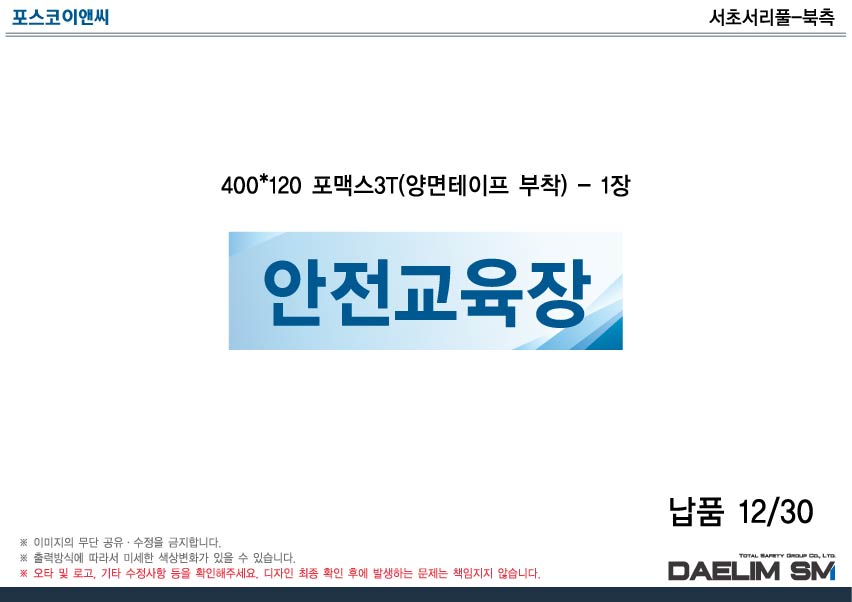 포스코이앤씨
서초서리풀-북측
400*120 포맥스3T(양면테이프 부착) - 1장
안전교육장
납품 12/30
※ 이미지의 무단 공유·수정을 금지합니다.
※ 출력방식에 따라서 미세한 색상변화가 있을 수 있습니다.
※ 오타 및 로고, 기타 수정사항 등을 확인해주세요. 디자인 최종 확인 후에 발생하는 문제는 책임지지 않습니다.
TOTAL SAFETY GROUP CO., LTD.
DAELIM SM